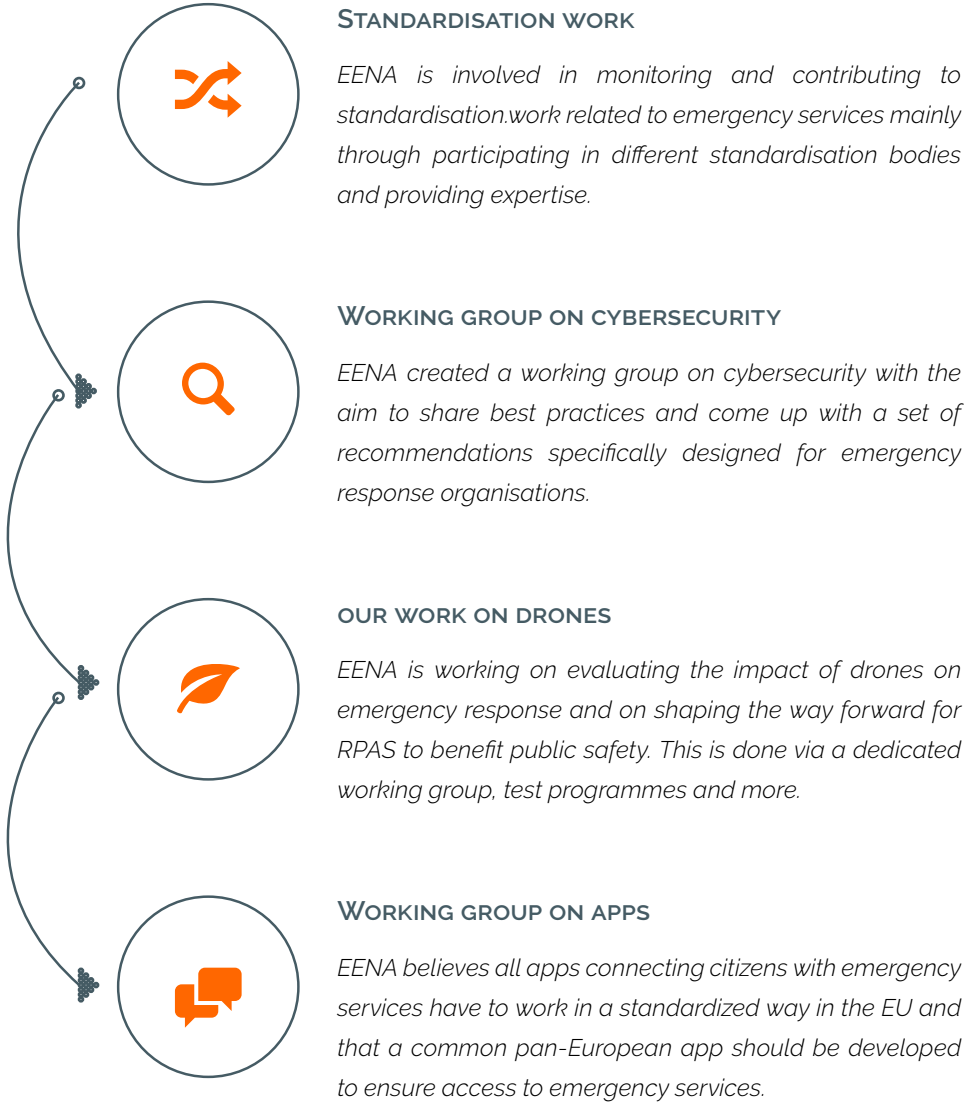 Standardisation work
EENA is involved in monitoring and contributing to
standardisation.work related to emergency services mainly
through participating in different standardisation bodies
and providing expertise.
Working group on cybersecurity
EENA created a working group on cybersecurity with the
aim to share best practices and come up with a set of
recommendations specifically designed for emergency
response organisations.
our work on drones
EENA is working on evaluating the impact of drones on
emergency response and on shaping the way forward for
RPAS to benefit public safety. This is done via a dedicated
working group, test programmes and more.
Working group on apps
EENA believes all apps connecting citizens with emergency
services have to work in a standardized way in the EU and
that a common pan-European app should be developed
to ensure access to emergency services.